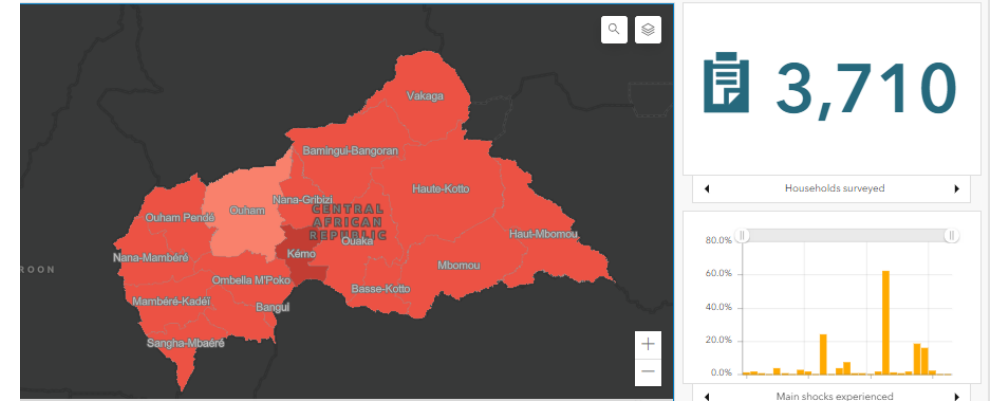 Vakaga
Bamingui-Bangoran
Haute-Kotto
Nana-Gribizi
Ouham
Ouham Pendé
CENTRAL
AFRICAN
REPUBLIC
Ouaka
Haut-Mbomou
Kémo
Nana-Mambéré
Mbomou
ROON
Ombella M'Poko
Basse-Kotto
Mambéré-Kadéï
Bangui
Sangha-Mbaéré
3,710
Households surveyed
80.0%
60.0%
40.0%
20.0%
0.0%
Main shocks experienced